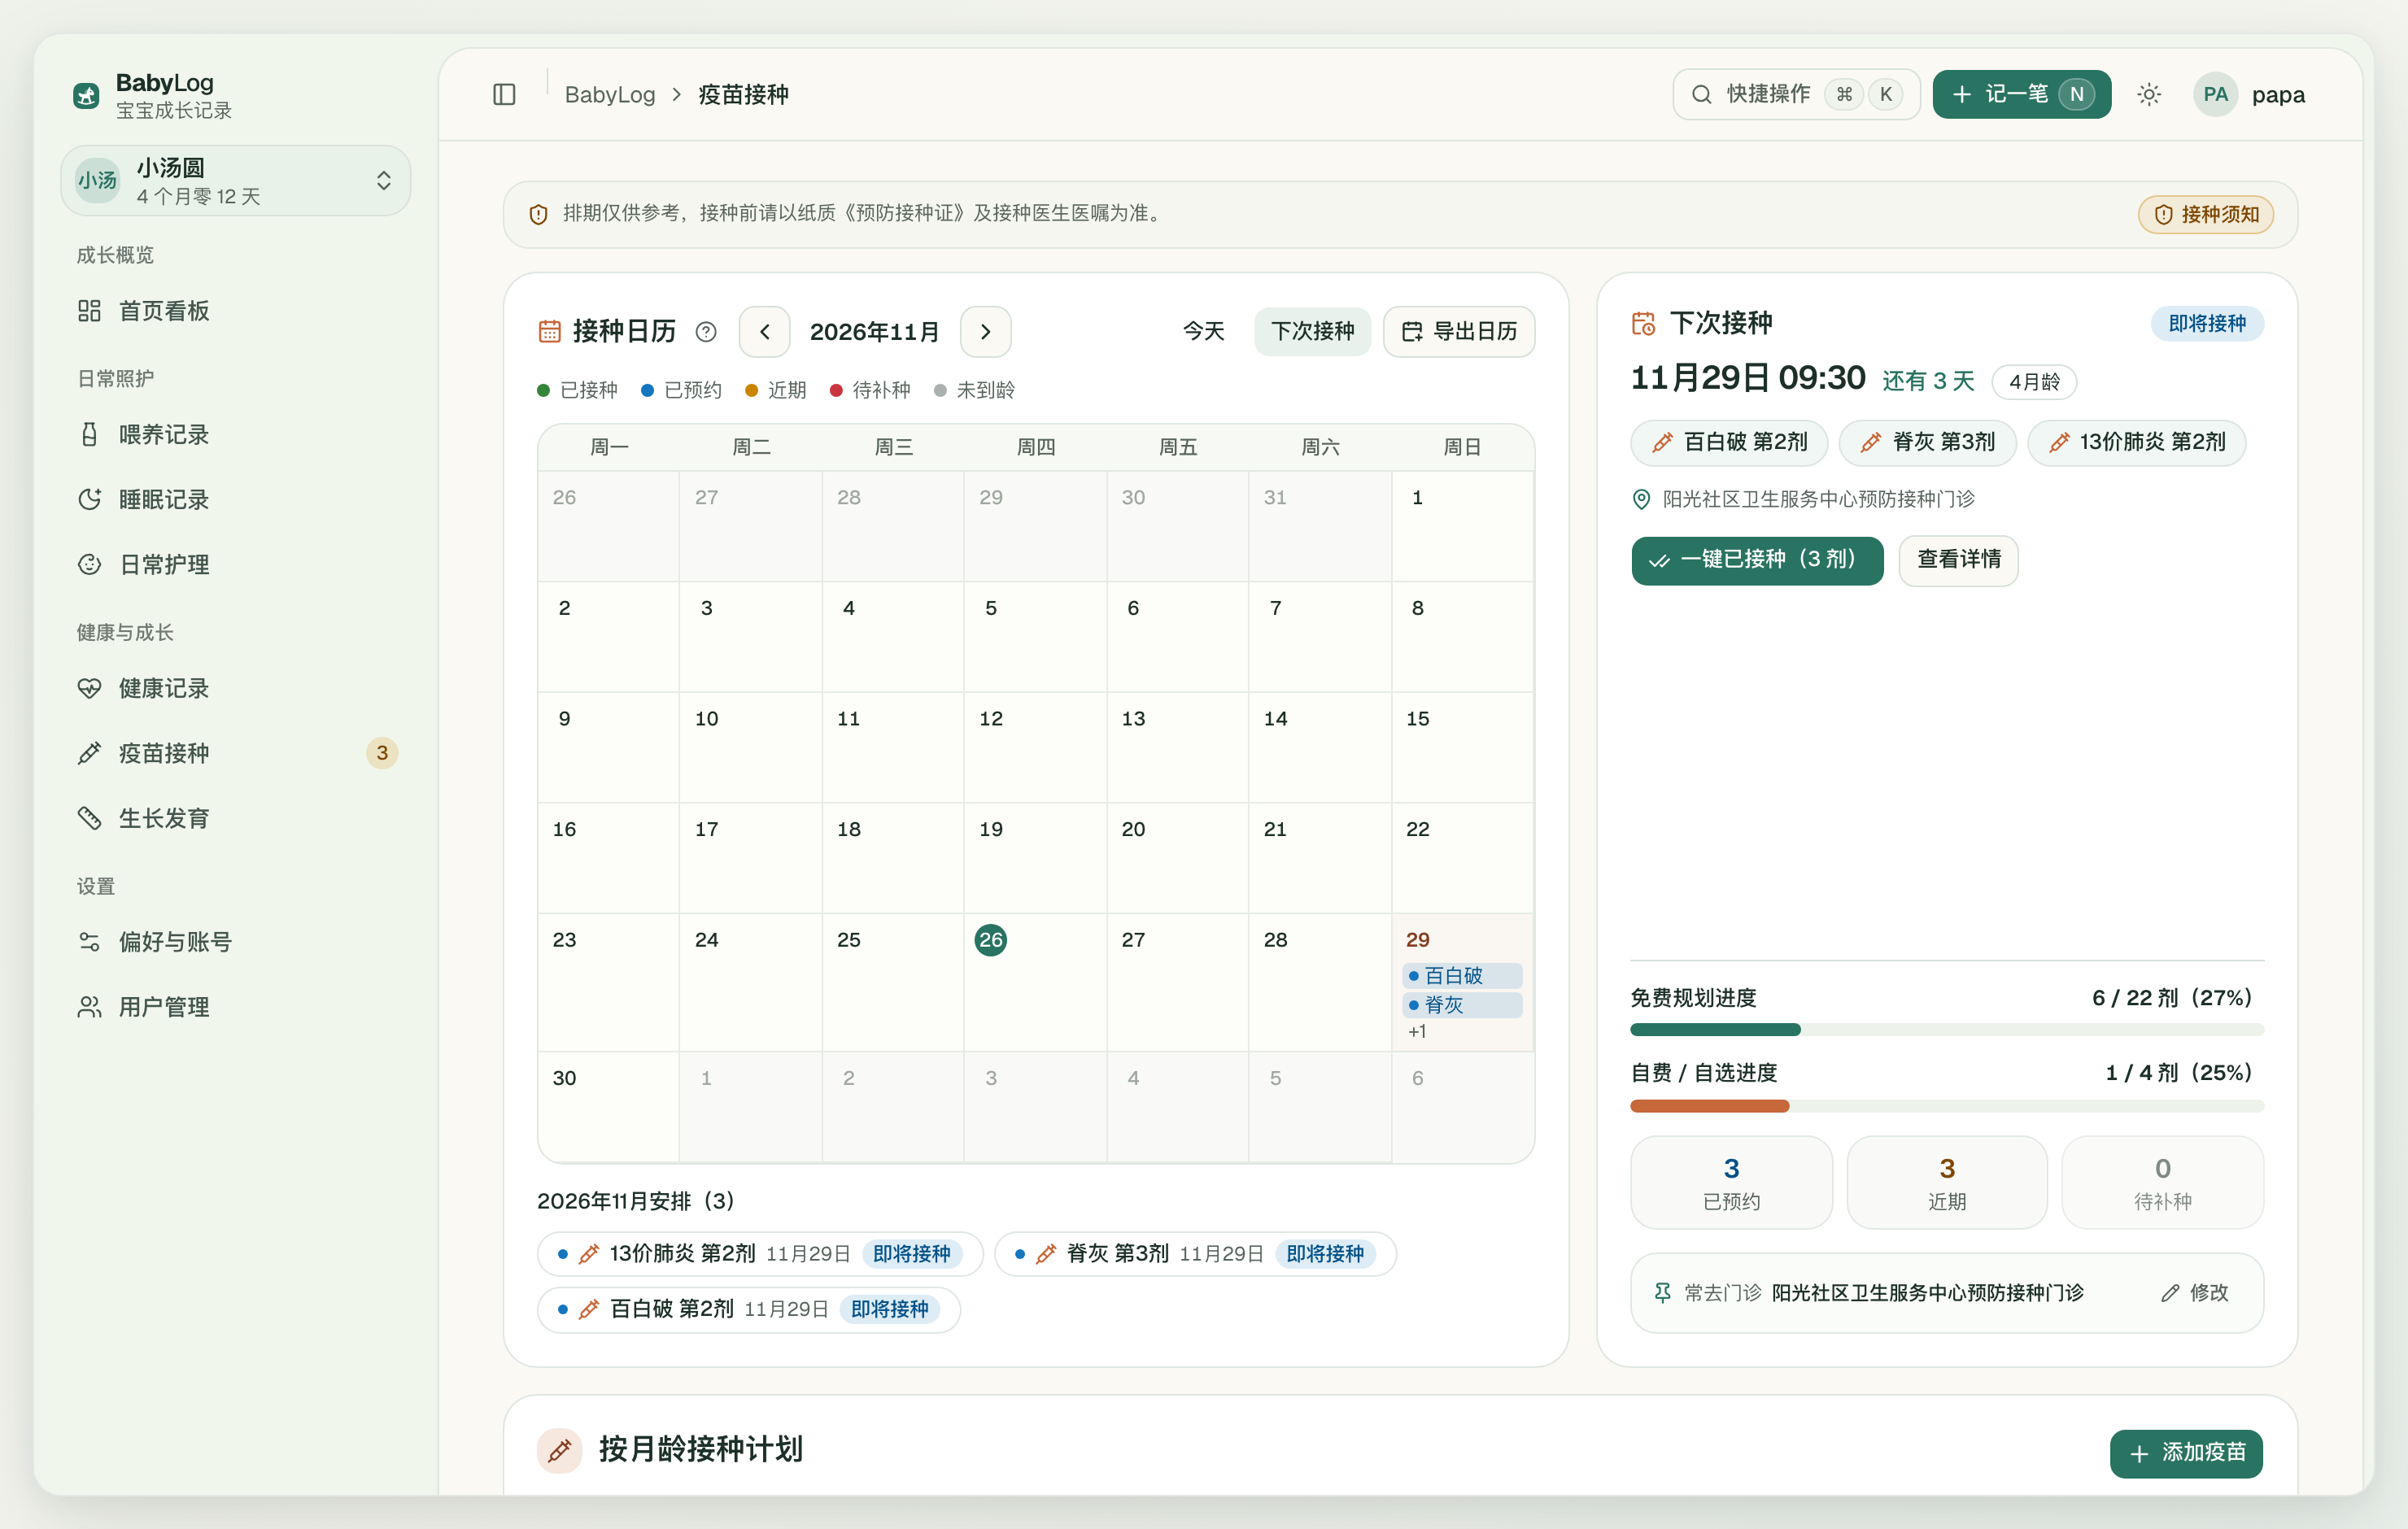 BabyLog
宝宝成长记录
小汤
小汤圆
4 个月零 12 天
成长概览
首页看板
日常照护
喂养记录
睡眠记录
日常护理
健康与成长
健康记录
疫苗接种 3
生长发育
设置
偏好与账号
用户管理
BabyLog > 疫苗接种
快捷操作 ⌘ K
+ 记一笔 N
PA papa
排期仅供参考，接种前请以纸质《预防接种证》及接种医生医嘱为准。
接种须知
接种日历 ? < 2026年11月 >
今天 下次接种 导出日历
已接种 已预约 近期 待补种 未到龄
周一 周二 周三 周四 周五 周六 周日
26 27 28 29 30 31 1
2 3 4 5 6 7 8
9 10 11 12 13 14 15
16 17 18 19 20 21 22
23 24 25 26 27 28 29
百白破
脊灰
+1
30 1 2 3 4 5 6
2026年11月安排（3）
13价肺炎 第2剂 11月29日 即将接种
脊灰 第3剂 11月29日 即将接种
百白破 第2剂 11月29日 即将接种
下次接种 即将接种
11月29日 09:30 还有 3 天 4月龄
百白破 第2剂 脊灰 第3剂 13价肺炎 第2剂
阳光社区卫生服务中心预防接种门诊
一键已接种（3 剂） 查看详情
免费规划进度 6 / 22 剂（27%）
自费 / 自选进度 1 / 4 剂（25%）
3 已预约
3 近期
0 待补种
常去门诊 阳光社区卫生服务中心预防接种门诊 修改
按月龄接种计划
+ 添加疫苗